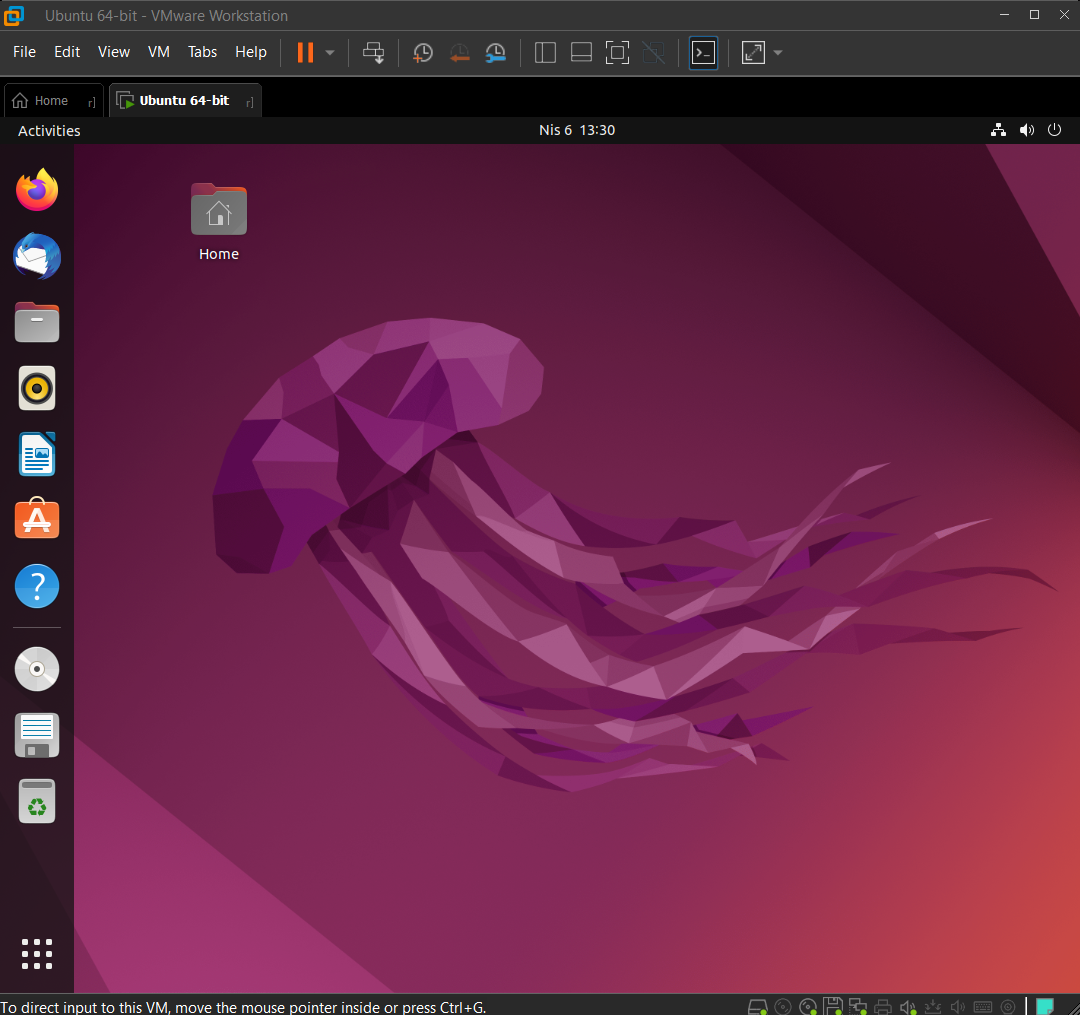 Ubuntu 64-bit - VMware Workstation
File Edit View VM Tabs Help
Home
Ubuntu 64-bit
Activities
Nis 6 13:30
Home
To direct input to this VM, move the mouse pointer inside or press Ctrl+G.